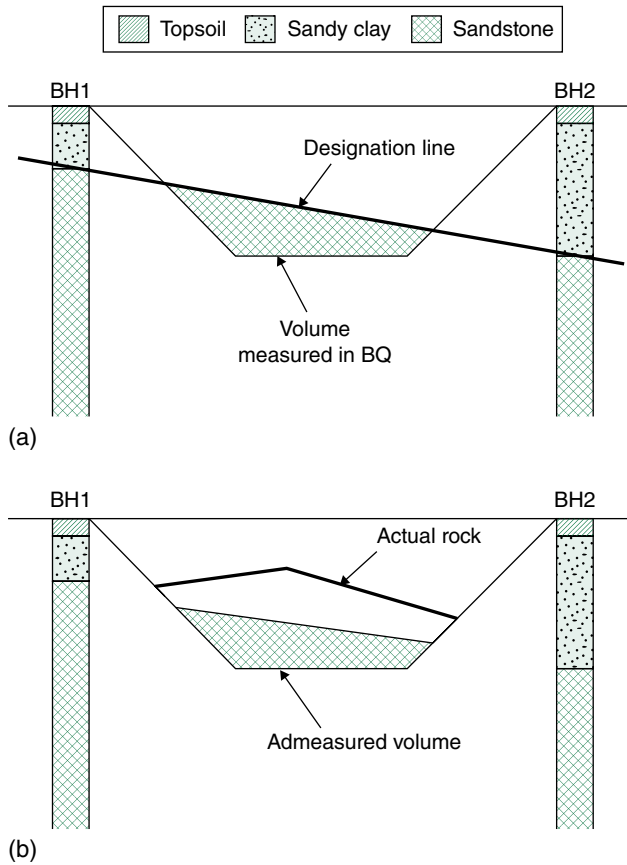 Topsoil Sandy clay Sandstone
BH1 BH2
Designation line
Volume
measured in BQ
(a)
BH1 BH2
Actual rock
Admeasured volume
(b)